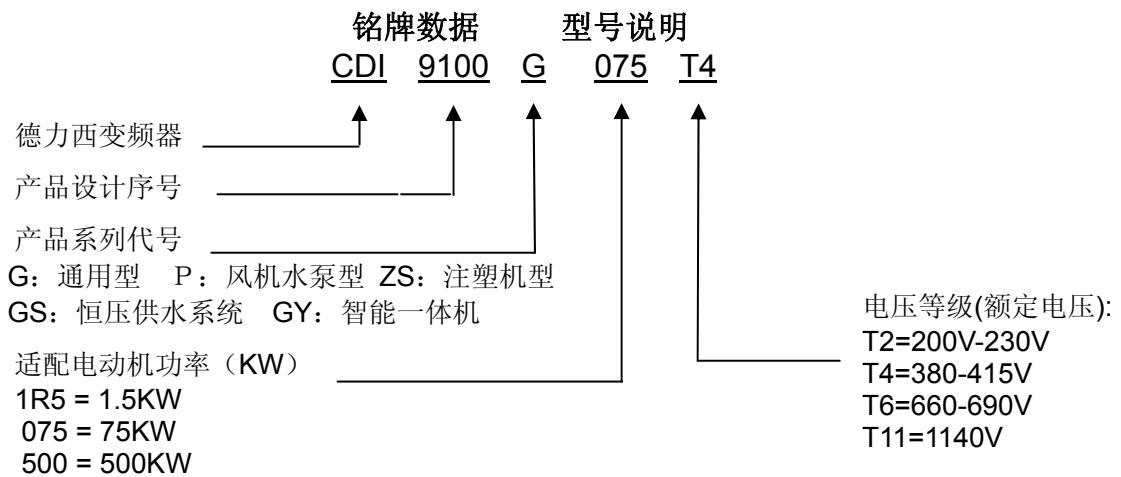 铭牌数据 型号说明
CDI 9100 G 075 T4
德力西变频器
产品设计序号
产品系列代号
G：通用型 P：风机水泵型 ZS：注塑机型
GS：恒压供水系统 GY：智能一体机
适配电动机功率（KW）
1R5 = 1.5KW
075 = 75KW
500 = 500KW
电压等级(额定电压):
T2=200V-230V
T4=380-415V
T6=660-690V
T11=1140V